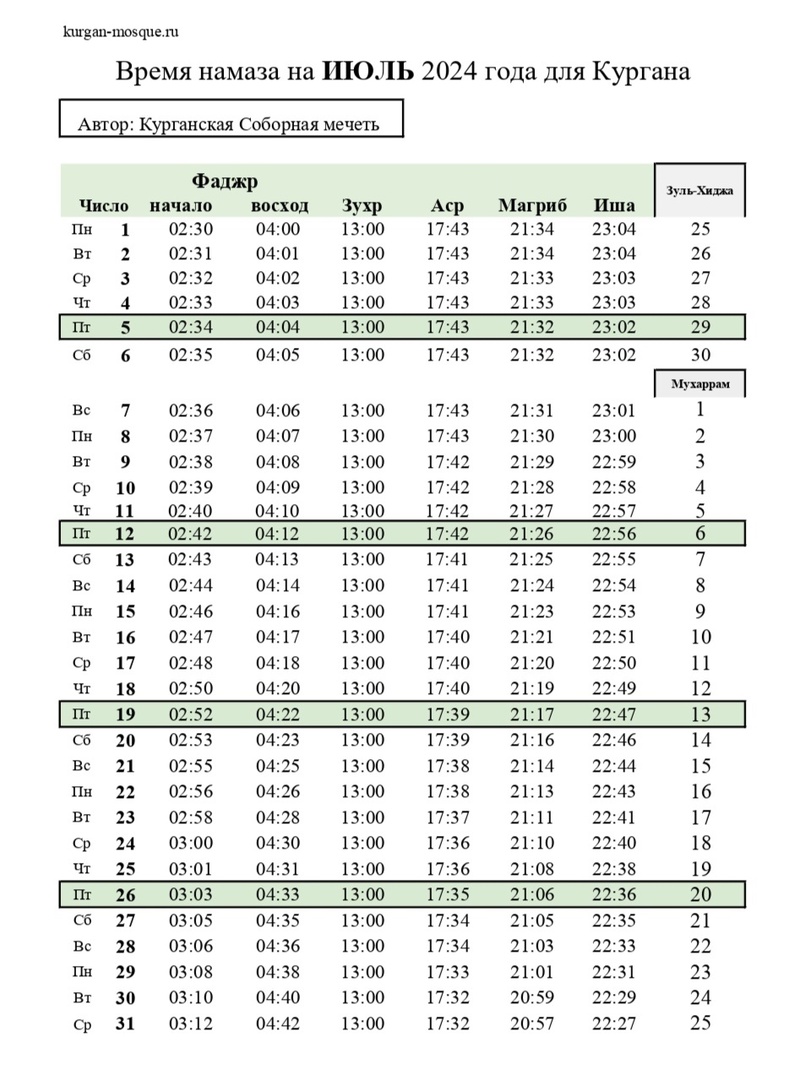 kurgan-mosque.ru
Время намаза на ИЮЛЬ 2024 года для Кургана
Автор: Курганская Соборная мечеть
Фаджр Зуль-Хиджа
Число начало восход Зухр Аср Магриб Иша
Пн 1 02:30 04:00 13:00 17:43 21:34 23:04 25
Вт 2 02:31 04:01 13:00 17:43 21:34 23:04 26
Ср 3 02:32 04:02 13:00 17:43 21:33 23:03 27
Чт 4 02:33 04:03 13:00 17:43 21:33 23:03 28
Пт 5 02:34 04:04 13:00 17:43 21:32 23:02 29
Сб 6 02:35 04:05 13:00 17:43 21:32 23:02 30
Мухаррам
Вс 7 02:36 04:06 13:00 17:43 21:31 23:01 1
Пн 8 02:37 04:07 13:00 17:43 21:30 23:00 2
Вт 9 02:38 04:08 13:00 17:42 21:29 22:59 3
Ср 10 02:39 04:09 13:00 17:42 21:28 22:58 4
Чт 11 02:40 04:10 13:00 17:42 21:27 22:57 5
Пт 12 02:42 04:12 13:00 17:42 21:26 22:56 6
Сб 13 02:43 04:13 13:00 17:41 21:25 22:55 7
Вс 14 02:44 04:14 13:00 17:41 21:24 22:54 8
Пн 15 02:46 04:16 13:00 17:41 21:23 22:53 9
Вт 16 02:47 04:17 13:00 17:40 21:21 22:51 10
Ср 17 02:48 04:18 13:00 17:40 21:20 22:50 11
Чт 18 02:50 04:20 13:00 17:40 21:19 22:49 12
Пт 19 02:52 04:22 13:00 17:39 21:17 22:47 13
Сб 20 02:53 04:23 13:00 17:39 21:16 22:46 14
Вс 21 02:55 04:25 13:00 17:38 21:14 22:44 15
Пн 22 02:56 04:26 13:00 17:38 21:13 22:43 16
Вт 23 02:58 04:28 13:00 17:37 21:11 22:41 17
Ср 24 03:00 04:30 13:00 17:36 21:10 22:40 18
Чт 25 03:01 04:31 13:00 17:36 21:08 22:38 19
Пт 26 03:03 04:33 13:00 17:35 21:06 22:36 20
Сб 27 03:05 04:35 13:00 17:34 21:05 22:35 21
Вс 28 03:06 04:36 13:00 17:34 21:03 22:33 22
Пн 29 03:08 04:38 13:00 17:33 21:01 22:31 23
Вт 30 03:10 04:40 13:00 17:32 20:59 22:29 24
Ср 31 03:12 04:42 13:00 17:32 20:57 22:27 25